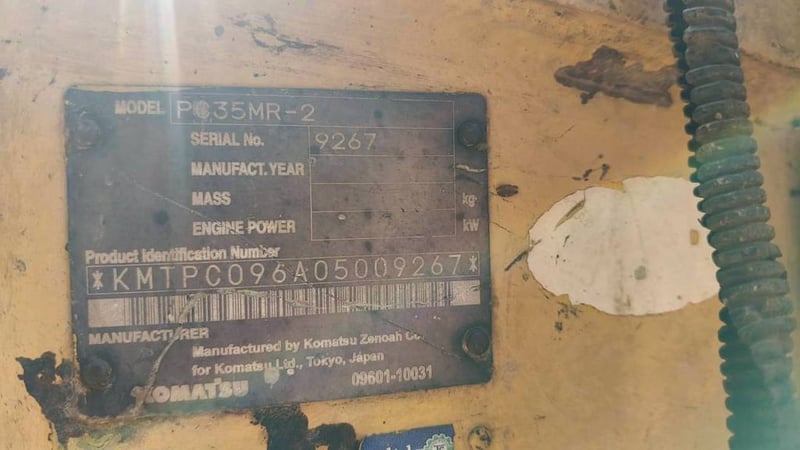 MODEL PC35MR-2
SERIAL No. 9267
MANUFACT. YEAR
MASS kg
ENGINE POWER kW
Product Identification Number
*KMTPC096A05009267*
MANUFACTURER
Manufactured by Komatsu Zenoah Co.
for Komatsu Ltd., Tokyo, Japan
KOMATSU 09601-10031